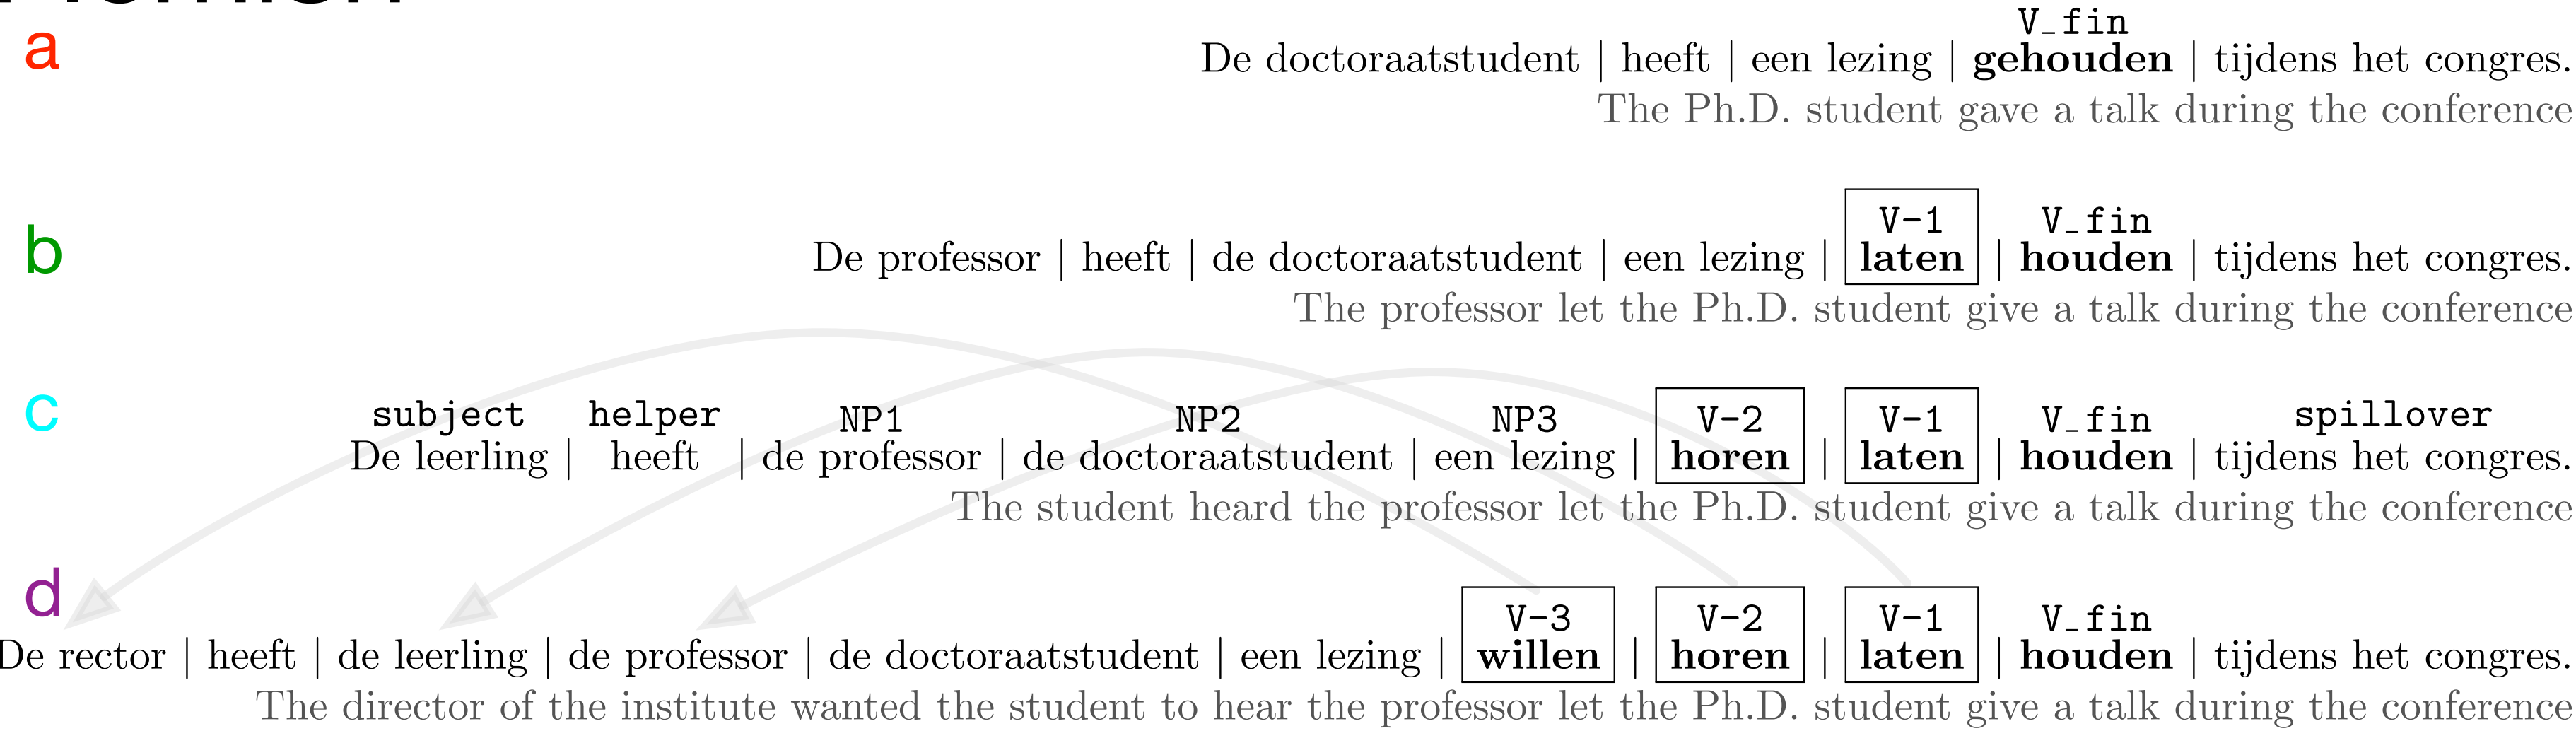 a
V_fin
De doctoraatstudent | heeft | een lezing | gehouden | tijdens het congres.
The Ph.D. student gave a talk during the conference
b
V-1 V_fin
De professor | heeft | de doctoraatstudent | een lezing | laten | houden | tijdens het congres.
The professor let the Ph.D. student give a talk during the conference
c
subject helper NP1 NP2 NP3 V-2 V-1 V_fin spillover
De leerling | heeft | de professor | de doctoraatstudent | een lezing | horen | laten | houden | tijdens het congres.
The student heard the professor let the Ph.D. student give a talk during the conference
d
V-3 V-2 V-1 V_fin
De rector | heeft | de leerling | de professor | de doctoraatstudent | een lezing | willen | horen | laten | houden | tijdens het congres.
The director of the institute wanted the student to hear the professor let the Ph.D. student give a talk during the conference